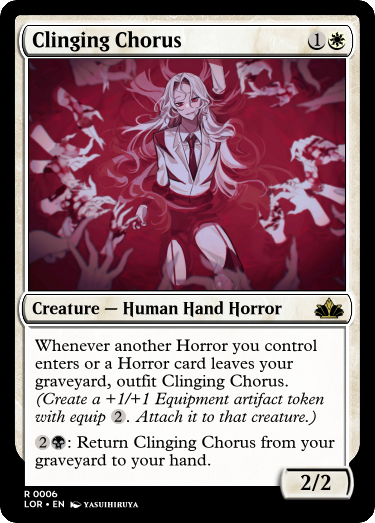 Clinging Chorus 1
Creature — Human Hand Horror
Whenever another Horror you control
enters or a Horror card leaves your
graveyard, outfit Clinging Chorus.
(Create a +1/+1 Equipment artifact token
with equip 2. Attach it to that creature.)
2: Return Clinging Chorus from your
graveyard to your hand.
2/2
R 0006
LOR • EN YASUIHIRUYA